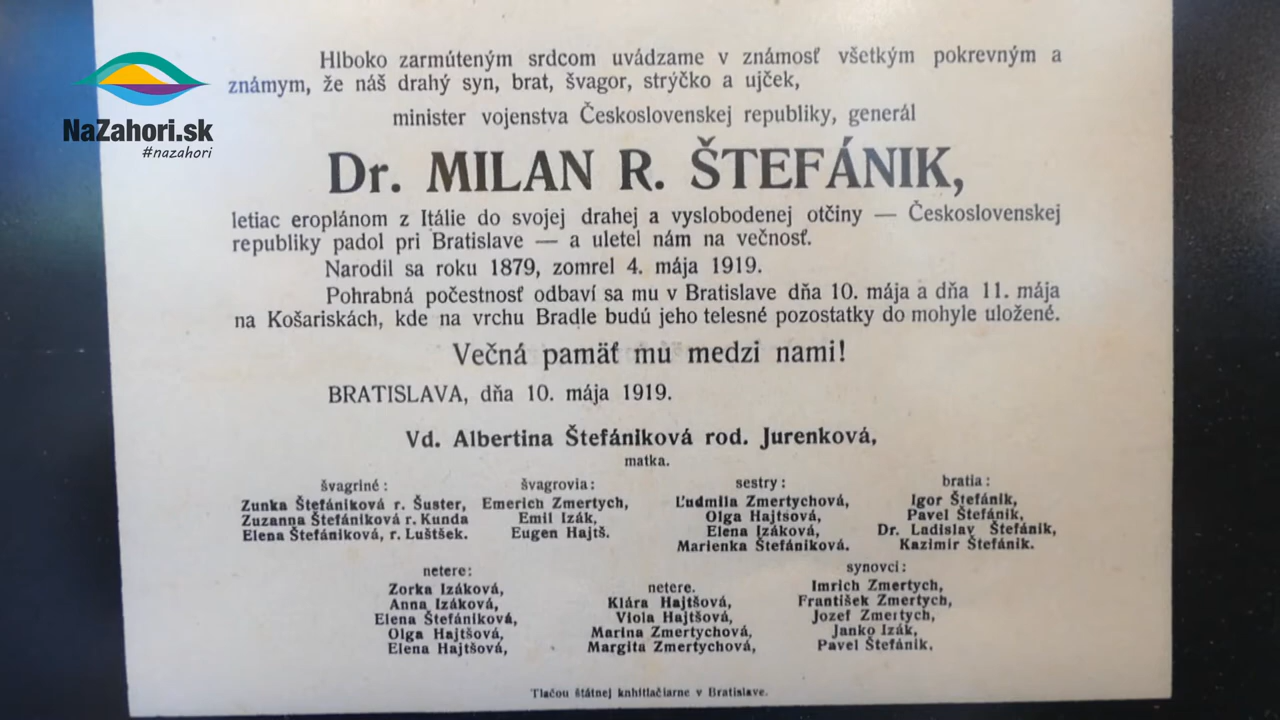 NaZahori.sk
#nazahori
Hlboko zarmúteným srdcom uvádzame v známosť všetkým pokrevným a
známym, že náš drahý syn, brat, švagor, strýčko a ujček,
minister vojenstva Československej republiky, generál
Dr. MILAN R. ŠTEFÁNIK,
letiac eroplánom z Itálie do svojej drahej a vyslobodenej otčiny — Československej
republiky padol pri Bratislave — a uletel nám na večnosť.
Narodil sa roku 1879, zomrel 4. mája 1919.
Pohrabná počestnosť odbaví sa mu v Bratislave dňa 10. mája a dňa 11. mája
na Košariskách, kde na vrchu Bradle budú jeho telesné pozostatky do mohyle uložené.
Večná pamäť mu medzi nami!
BRATISLAVA, dňa 10. mája 1919.
Vd. Albertina Štefániková rod. Jurenková,
matka.
švagriné:
Zunka Štefániková r. Šuster,
Zuzanna Štefániková r. Kunda
Elena Štefániková, r. Luštšek.
švagrovia:
Emerich Zmertych,
Emil Izák,
Eugen Hajtš.
sestry:
Ľudmila Zmertychová,
Olga Hajtšová,
Elena Izáková,
Marienka Štefániková.
bratia:
Igor Štefánik,
Pavel Štefánik,
Dr. Ladislav Štefánik,
Kazimir Štefánik.
netere:
Zorka Izáková,
Anna Izáková,
Elena Štefániková,
Olga Hajtšová,
Elena Hajtšová,
netere.
Klára Hajtšová,
Viola Hajtšová,
Marina Zmertychová,
Margita Zmertychová,
synovci:
Imrich Zmertych,
František Zmertych,
Jozef Zmertych,
Janko Izák,
Pavel Štefánik.
Tlačou štátnej knihtlačiarne v Bratislave.